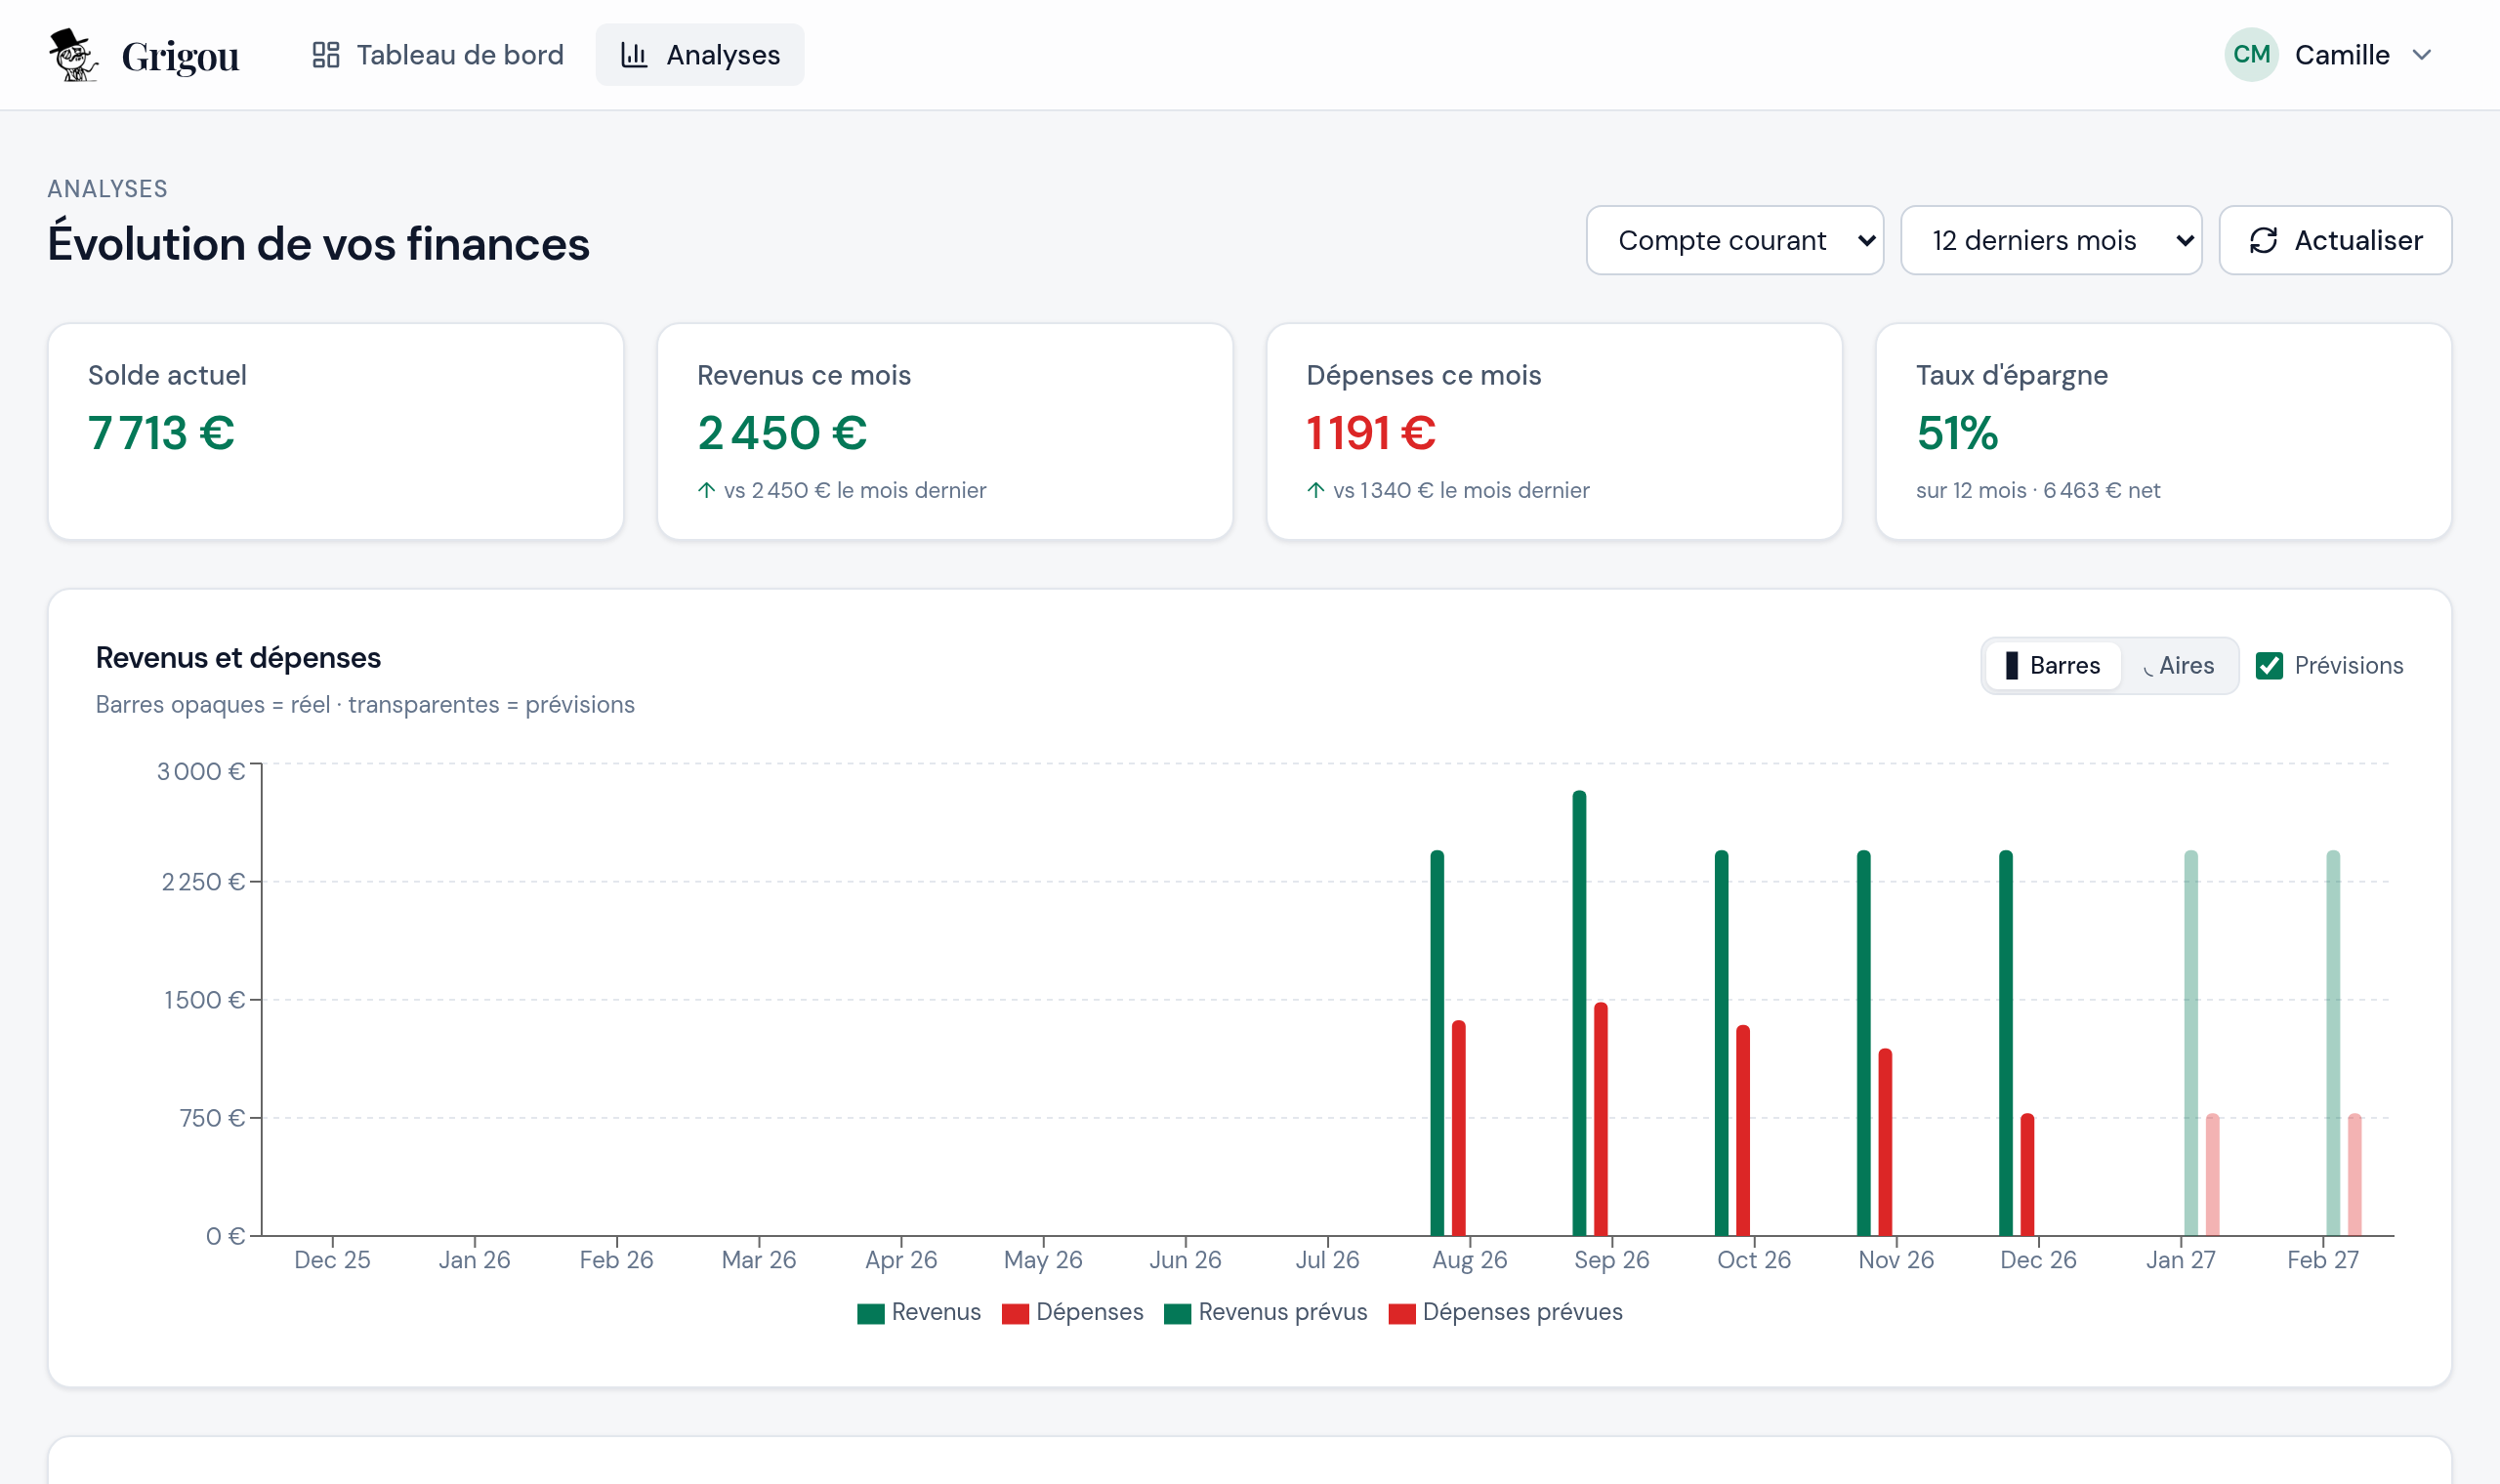 Grigou
Tableau de bord
Analyses
CM
Camille
ANALYSES
Évolution de vos finances
Compte courant
12 derniers mois
Actualiser
Solde actuel
7 713 €
Revenus ce mois
2 450 €
vs 2 450 € le mois dernier
Dépenses ce mois
1 191 €
vs 1 340 € le mois dernier
Taux d'épargne
51%
sur 12 mois · 6 463 € net
Revenus et dépenses
Barres opaques = réel · transparentes = prévisions
Barres
Aires
Prévisions
3 000 €
2 250 €
1 500 €
750 €
0 €
Dec 25 Jan 26 Feb 26 Mar 26 Apr 26 May 26 Jun 26 Jul 26 Aug 26 Sep 26 Oct 26 Nov 26 Dec 26 Jan 27 Feb 27
Revenus Dépenses Revenus prévus Dépenses prévues